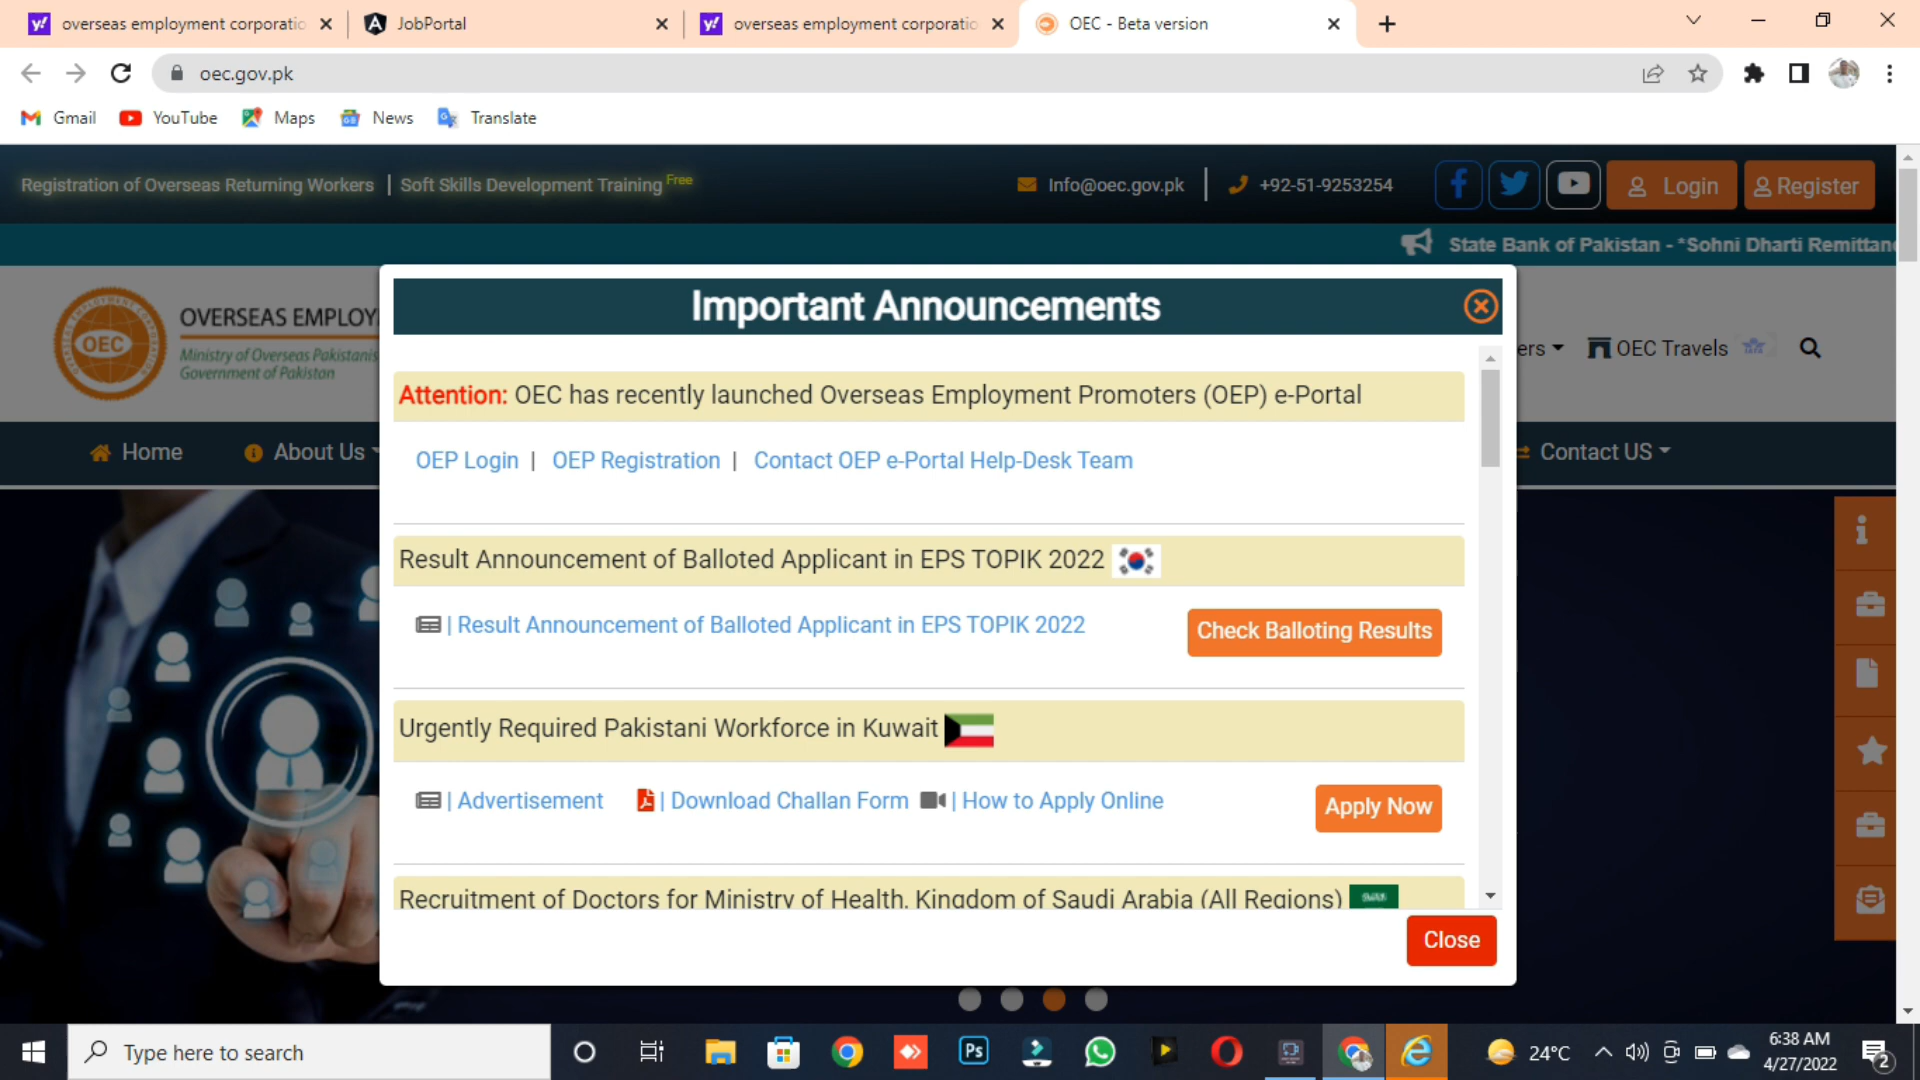 overseas employment corporatio
JobPortal
overseas employment corporatio
OEC - Beta version
oec.gov.pk
Gmail
YouTube
Maps
News
Translate
Registration of Overseas Returning Workers | Soft Skills Development Training Free
Info@oec.gov.pk
+92-51-9253254
Login
Register
State Bank of Pakistan - *Sohni Dharti Remittan
OEC
OVERSEAS EMPLOY
Ministry of Overseas Pakistanis
Government of Pakistan
ers
OEC Travels
Home
About Us
Contact US
Important Announcements
Attention: OEC has recently launched Overseas Employment Promoters (OEP) e-Portal
OEP Login | OEP Registration | Contact OEP e-Portal Help-Desk Team
Result Announcement of Balloted Applicant in EPS TOPIK 2022
| Result Announcement of Balloted Applicant in EPS TOPIK 2022
Check Balloting Results
Urgently Required Pakistani Workforce in Kuwait
| Advertisement
| Download Challan Form
| How to Apply Online
Apply Now
Recruitment of Doctors for Ministry of Health, Kingdom of Saudi Arabia (All Regions)
Close
Type here to search
Ps
24°C
6:38 AM
4/27/2022
2